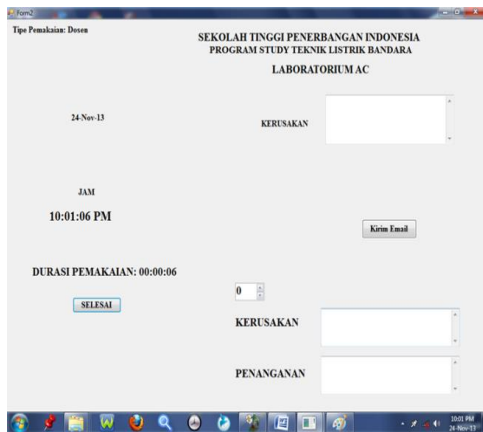 Form2
Tipe Pemakaian: Dosen
SEKOLAH TINGGI PENERBANGAN INDONESIA
PROGRAM STUDY TEKNIK LISTRIK BANDARA
LABORATORIUM AC
24-Nov-13
KERUSAKAN
JAM
10:01:06 PM
Kirim Email
DURASI PEMAKAIAN: 00:00:06
0
SELESAI
KERUSAKAN
PENANGANAN
10:01 PM
24-Nov-13